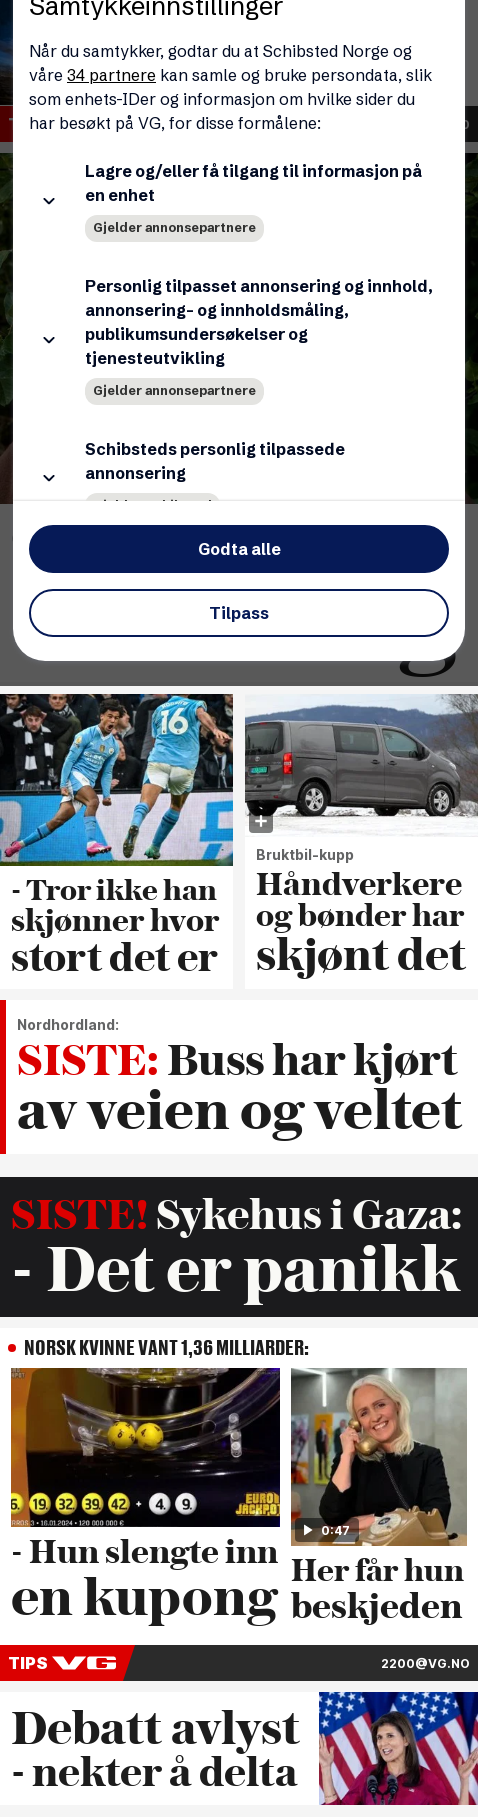 Samtykkeinnstillinger
Når du samtykker, godtar du at Schibsted Norge og
våre 34 partnere kan samle og bruke persondata, slik
som enhets-IDer og informasjon om hvilke sider du
har besøkt på VG, for disse formålene:
Lagre og/eller få tilgang til informasjon på
en enhet
Gjelder annonsepartnere
Personlig tilpasset annonsering og innhold,
annonsering- og innholdsmåling,
publikumsundersøkelser og
tjenesteutvikling
Gjelder annonsepartnere
Schibsteds personlig tilpassede
annonsering
Godta alle
Tilpass
16
- Tror ikke han
skjønner hvor
stort det er
Bruktbil-kupp
Håndverkere
og bønder har
skjønt det
Nordhordland:
SISTE: Buss har kjørt
av veien og veltet
SISTE! Sykehus i Gaza:
- Det er panikk
NORSK KVINNE VANT 1,36 MILLIARDER:
6. 19. 32. 39. 42 + 4. 9.
EURO
JACKPOT
• 16.01.2024 • 120 000 000 €
0:47
- Hun slengte inn
en kupong
Her får hun
beskjeden
TIPS VG
2200@VG.NO
Debatt avlyst
- nekter å delta